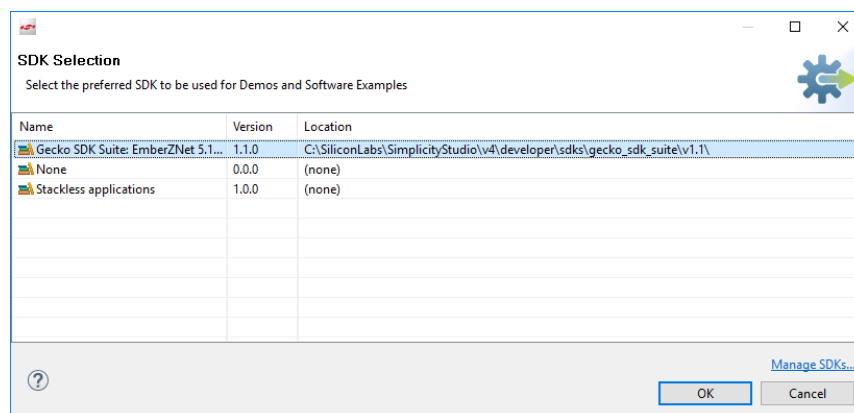 SDK Selection
Select the preferred SDK to be used for Demos and Software Examples
Name Version Location
Gecko SDK Suite: EmberZNet 5.1... 1.1.0 C:\SiliconLabs\SimplicityStudio\v4\developer\sdks\gecko_sdk_suite\v1.1\
None 0.0.0 (none)
Stackless applications 1.0.0 (none)
Manage SDKs...
? OK Cancel